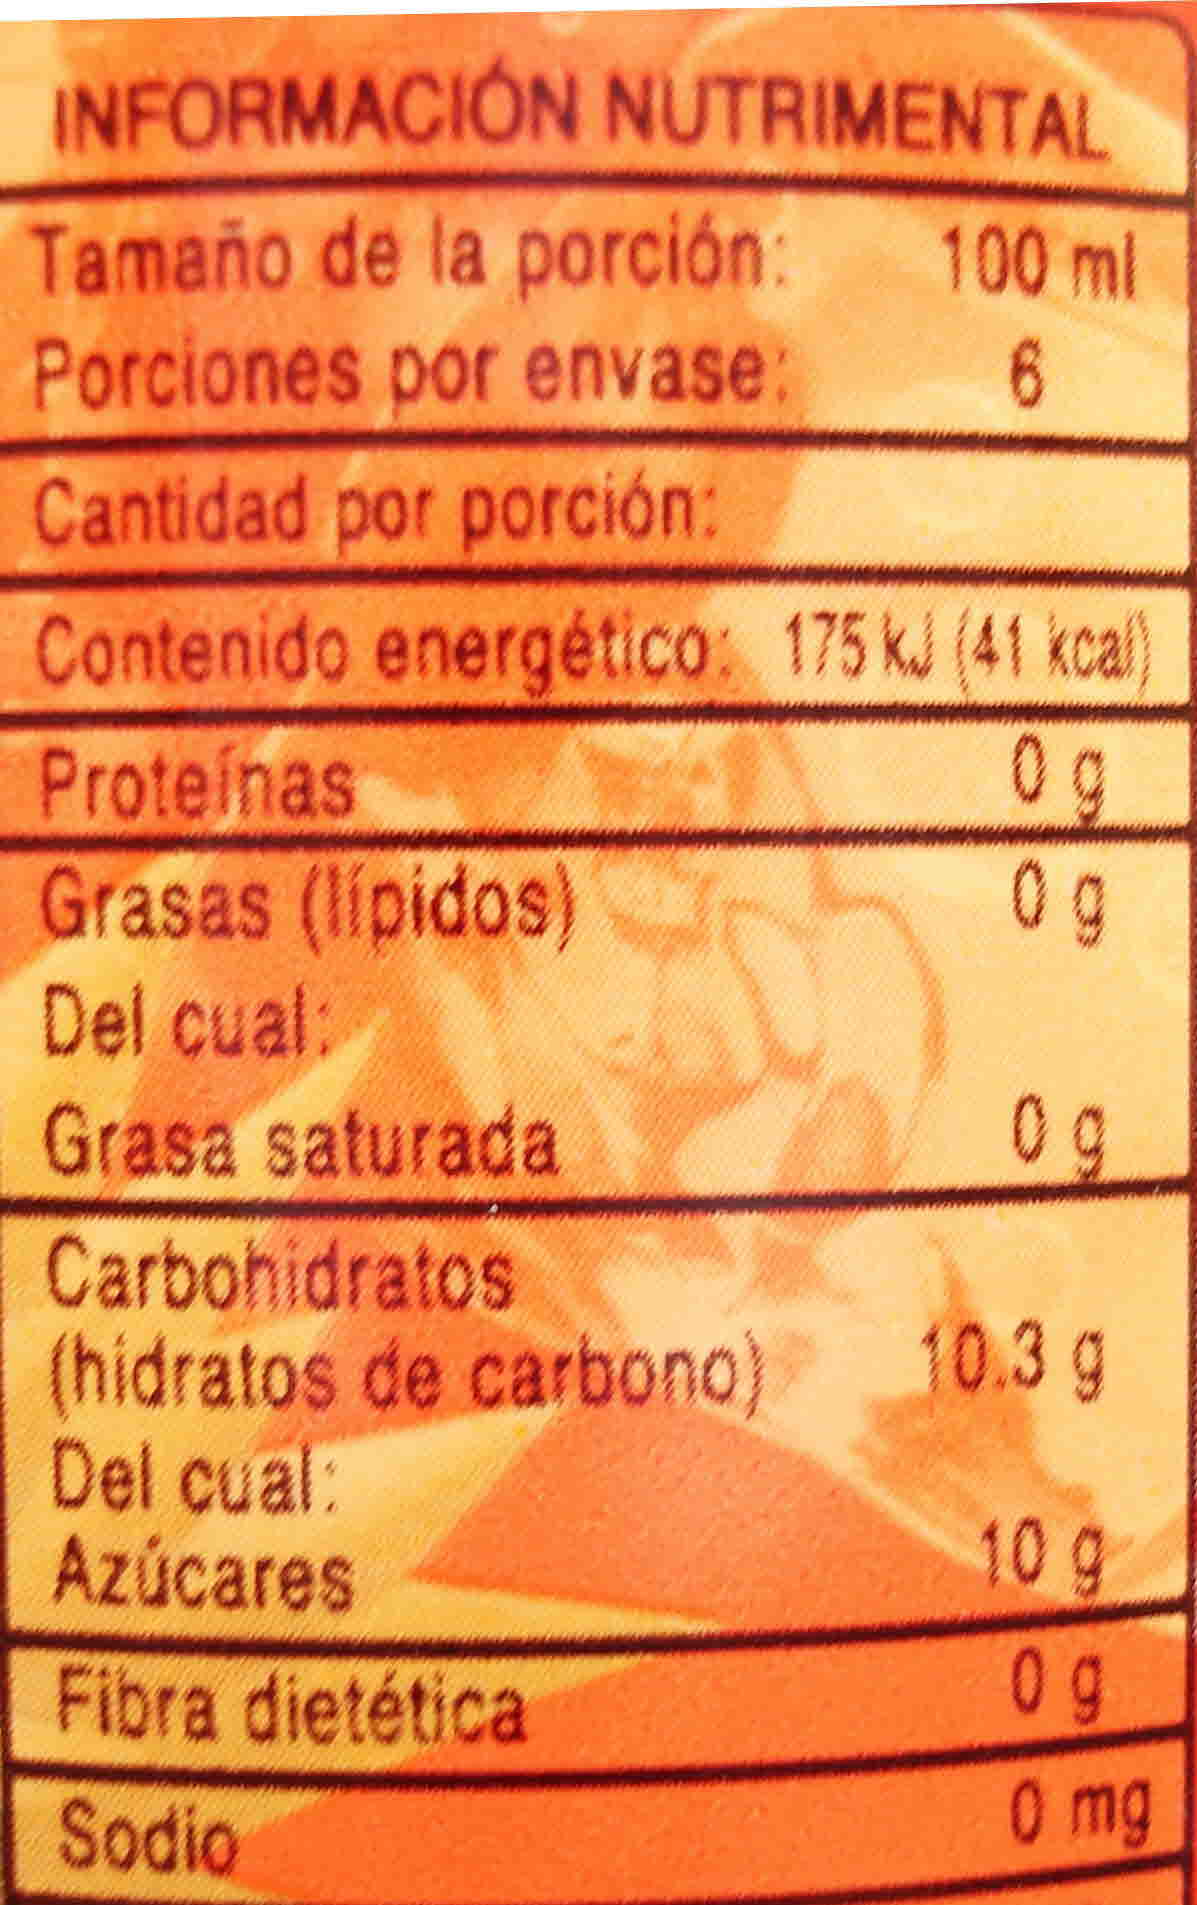 INFORMACIÓN NUTRIMENTAL
Tamaño de la porción: 100 ml
Porciones por envase: 6
Cantidad por porción:
Contenido energético: 175 kJ (41 kcal)
Proteínas 0 g
Grasas (lípidos) 0 g
Del cual:
Grasa saturada 0 g
Carbohidratos
(hidratos de carbono) 10.3 g
Del cual:
Azúcares 10 g
Fibra dietética 0 g
Sodio 0 mg